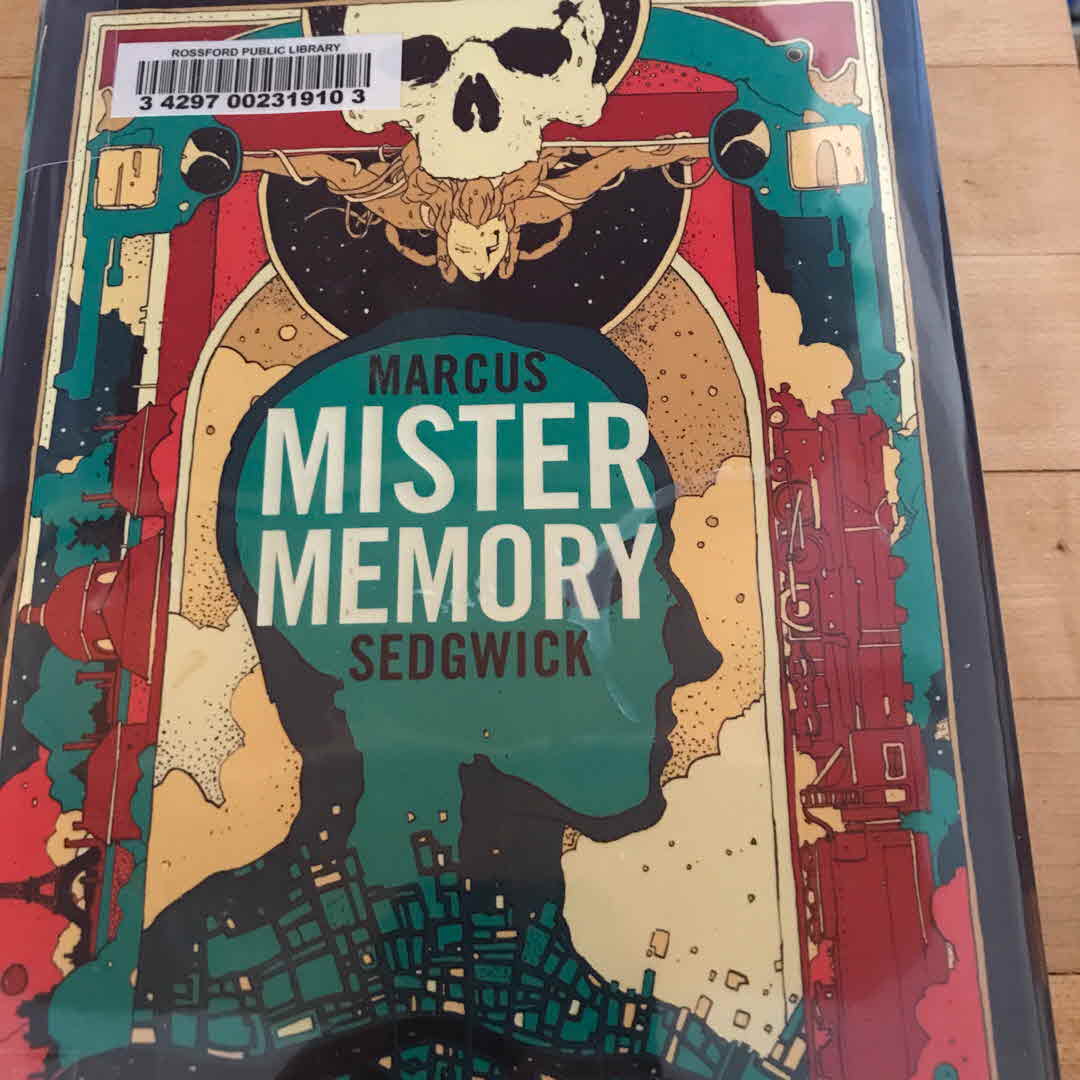 ROSSFORD PUBLIC LIBRARY
3 4297 00231910 3
MARCUS
MISTER
MEMORY
SEDGWICK